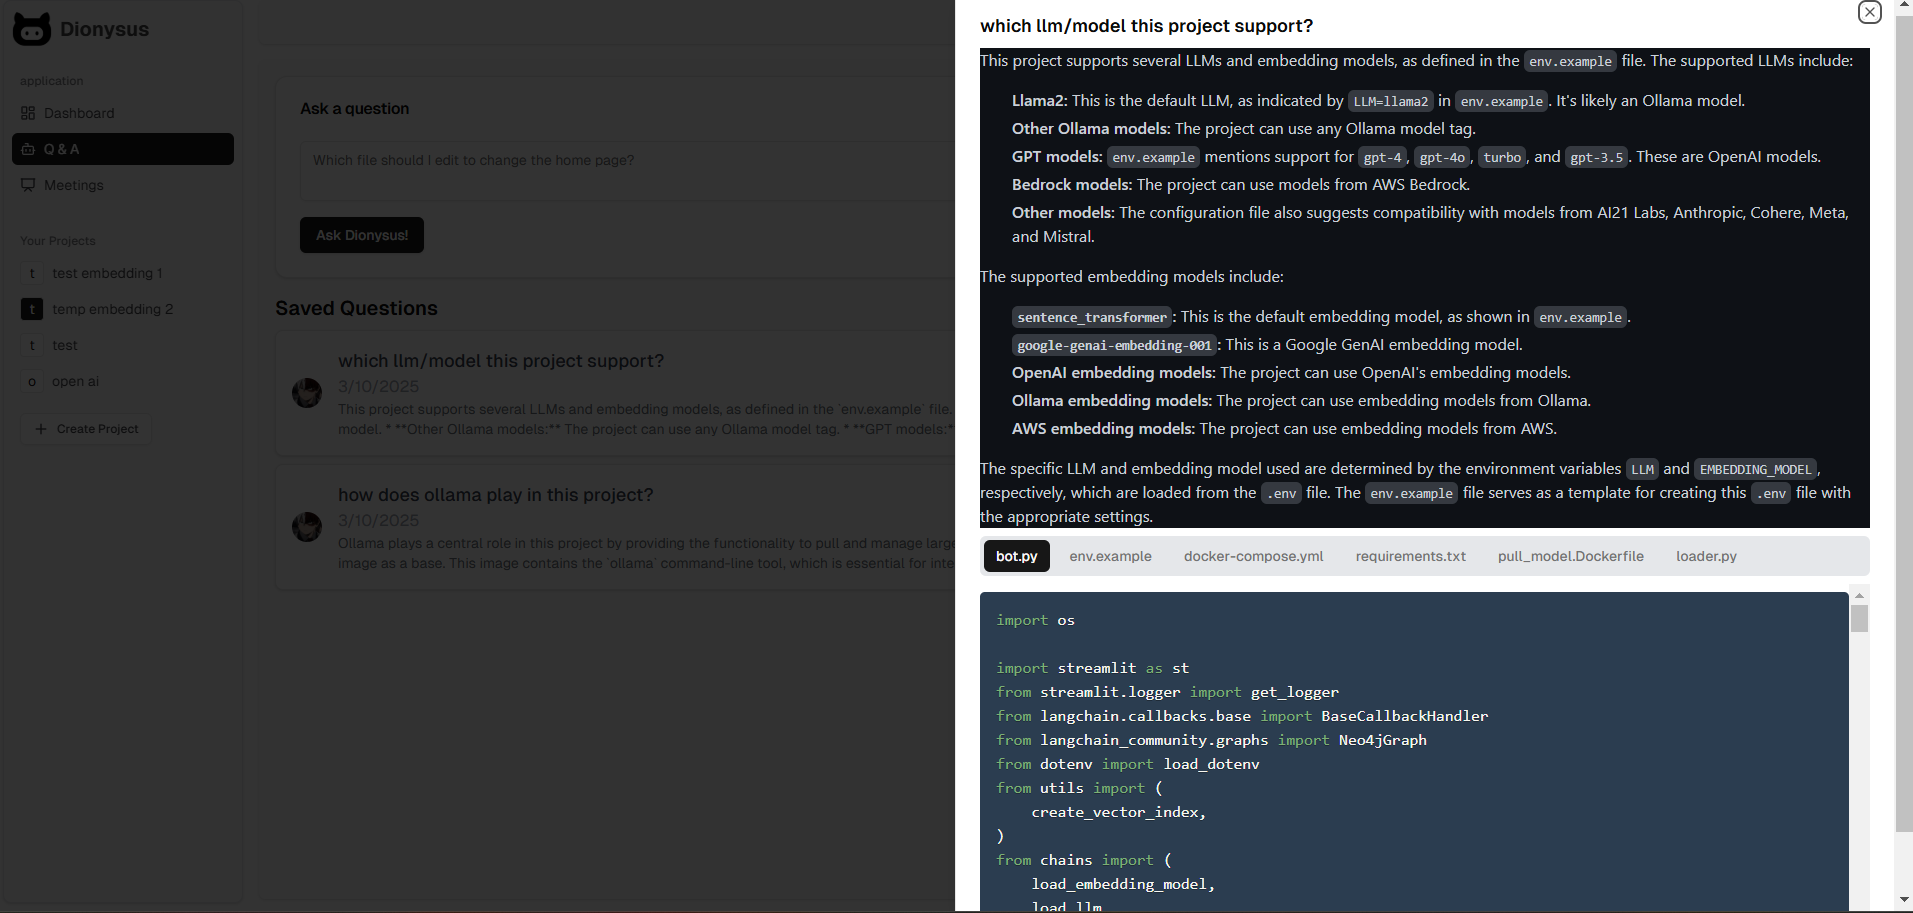 Dionysus
application
Dashboard
Q & A
Meetings
Your Projects
t test embedding 1
t temp embedding 2
t test
o open ai
+ Create Project
Ask a question
Which file should I edit to change the home page?
Ask Dionysus!
Saved Questions
which llm/model this project support?
3/10/2025
This project supports several LLMs and embedding models, as defined in the `env.example` file.
model. * **Other Ollama models:** The project can use any Ollama model tag. * **GPT models:*
how does ollama play in this project?
3/10/2025
Ollama plays a central role in this project by providing the functionality to pull and manage large
image as a base. This image contains the `ollama` command-line tool, which is essential for inte
which llm/model this project support?
This project supports several LLMs and embedding models, as defined in the env.example file. The supported LLMs include:
Llama2: This is the default LLM, as indicated by LLM=llama2 in env.example. It's likely an Ollama model.
Other Ollama models: The project can use any Ollama model tag.
GPT models: env.example mentions support for gpt-4, gpt-4o, turbo, and gpt-3.5. These are OpenAI models.
Bedrock models: The project can use models from AWS Bedrock.
Other models: The configuration file also suggests compatibility with models from AI21 Labs, Anthropic, Cohere, Meta,
and Mistral.
The supported embedding models include:
sentence_transformer: This is the default embedding model, as shown in env.example.
google-genai-embedding-001: This is a Google GenAI embedding model.
OpenAI embedding models: The project can use OpenAI's embedding models.
Ollama embedding models: The project can use embedding models from Ollama.
AWS embedding models: The project can use embedding models from AWS.
The specific LLM and embedding model used are determined by the environment variables LLM and EMBEDDING_MODEL,
respectively, which are loaded from the .env file. The env.example file serves as a template for creating this .env file with
the appropriate settings.
bot.py env.example docker-compose.yml requirements.txt pull_model.Dockerfile loader.py
import os
import streamlit as st
from streamlit.logger import get_logger
from langchain.callbacks.base import BaseCallbackHandler
from langchain_community.graphs import Neo4jGraph
from dotenv import load_dotenv
from utils import (
create_vector_index,
)
from chains import (
load_embedding_model,
load_llm